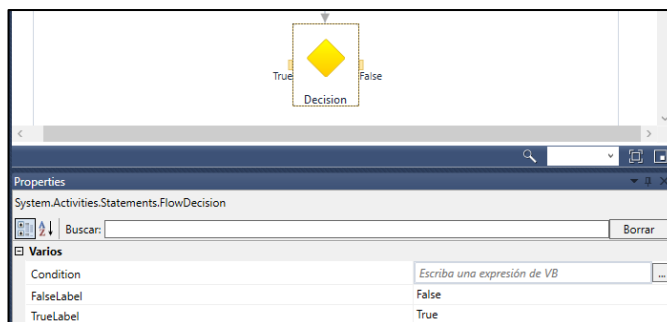 True False
Decision
Properties
System.Activities.Statements.FlowDecision
Buscar: Borrar
Varios
Condition Escriba una expresión de VB ...
FalseLabel False
TrueLabel True